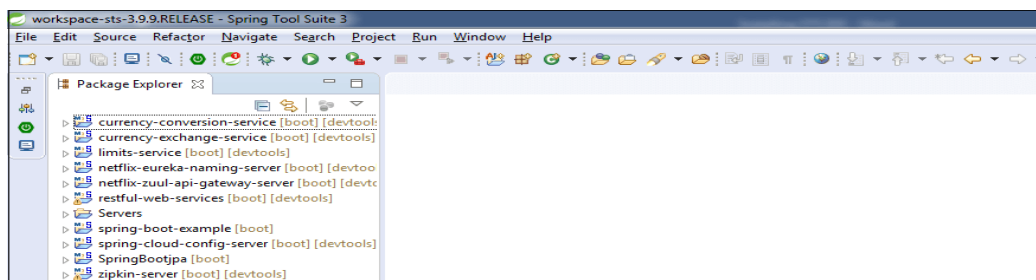 workspace-sts-3.9.9.RELEASE - Spring Tool Suite 3
File Edit Source Refactor Navigate Search Project Run Window Help
Package Explorer
currency-conversion-service [boot] [devtools
currency-exchange-service [boot] [devtools]
limits-service [boot] [devtools]
netflix-eureka-naming-server [boot] [devtoo
netflix-zuul-api-gateway-server [boot] [devtc
restful-web-services [boot] [devtools]
Servers
spring-boot-example [boot]
spring-cloud-config-server [boot] [devtools]
SpringBootjpa [boot]
zipkin-server [boot] [devtools]